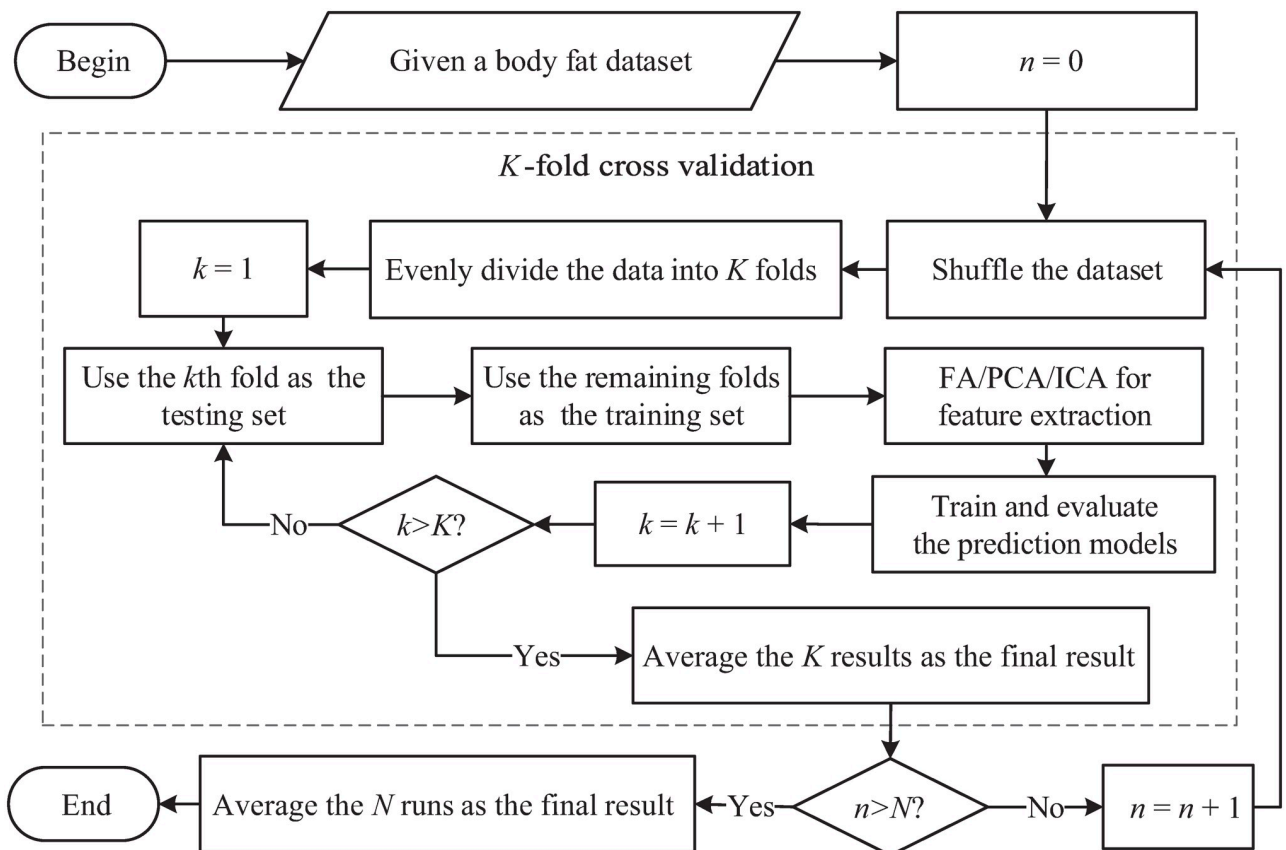 Begin
Given a body fat dataset
n = 0
K-fold cross validation
k = 1
Evenly divide the data into K folds
Shuffle the dataset
Use the kth fold as the
testing set
Use the remaining folds
as the training set
FA/PCA/ICA for
feature extraction
No
k>K?
k = k + 1
Train and evaluate
the prediction models
Yes
Average the K results as the final result
End
Average the N runs as the final result
Yes
n>N?
No
n = n + 1